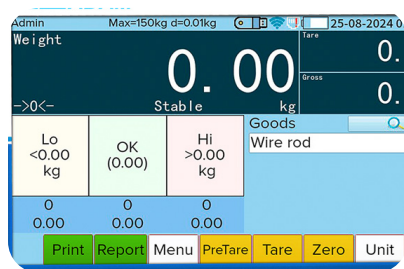 Admin Max=150kg d=0.01kg 25-08-2024 0
Weight
Tare
0.
0.00
Gross
0.
->0<- Stable kg
Lo
<0.00
kg
OK
(0.00)
Hi
>0.00
kg
Goods
Wire rod
0 0 0
0.00 0.00 0.00
Print Report Menu PreTare Tare Zero Unit